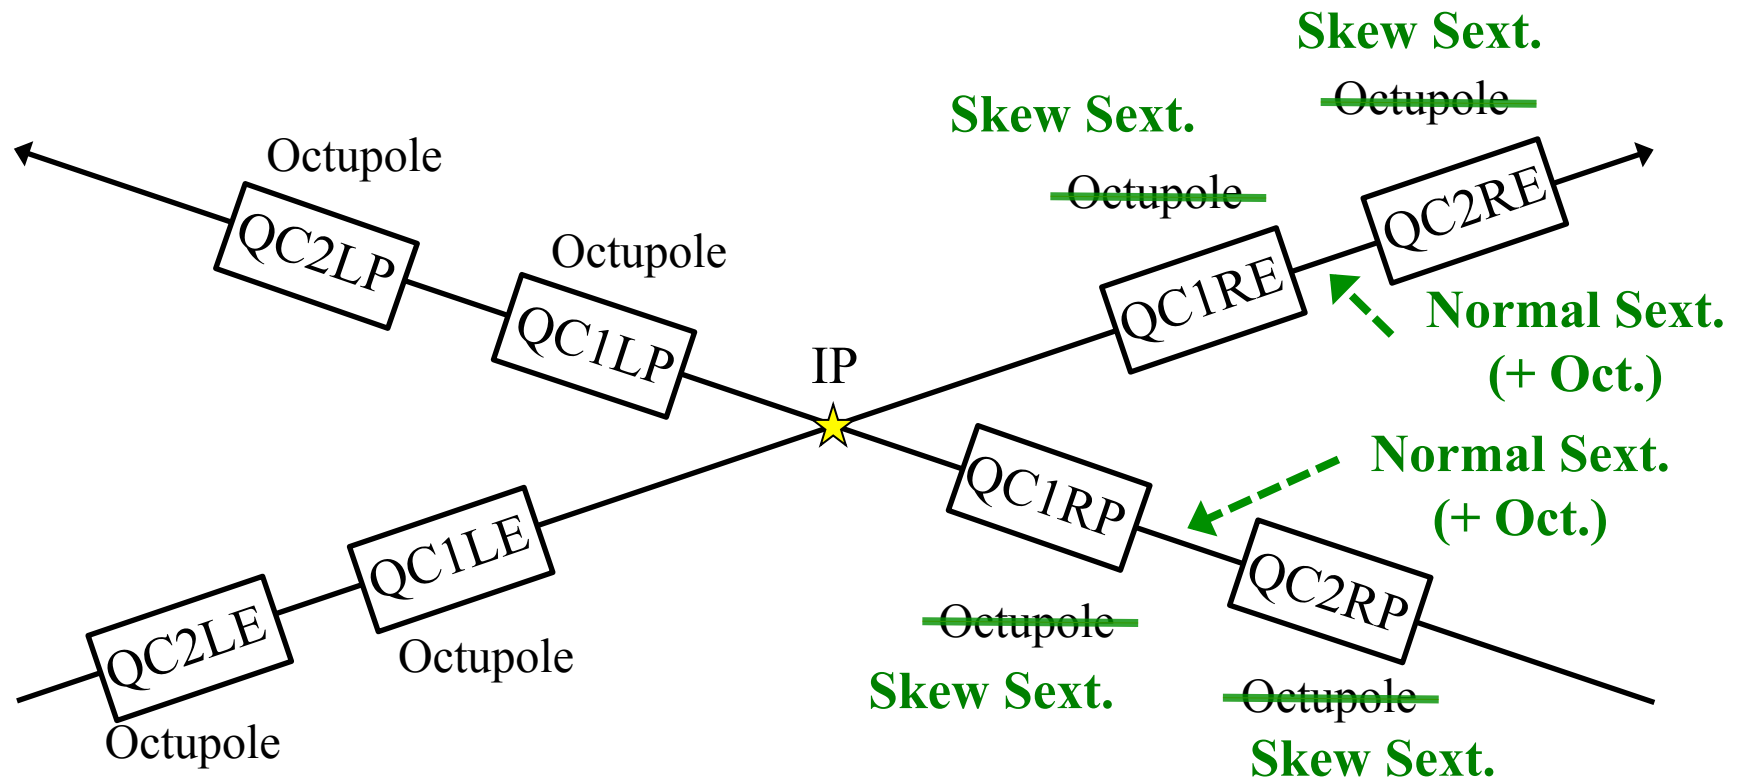 Skew Sext.
Octupole
Skew Sext.
Octupole
Octupole
QC2RE
QC2LP
Octupole
QC1RE
QC1LP
Normal Sext.
(+ Oct.)
IP
Normal Sext.
(+ Oct.)
QC1RP
QC1LE
QC2RP
QC2LE
Octupole
Octupole
Skew Sext.
Octupole
Octupole
Skew Sext.